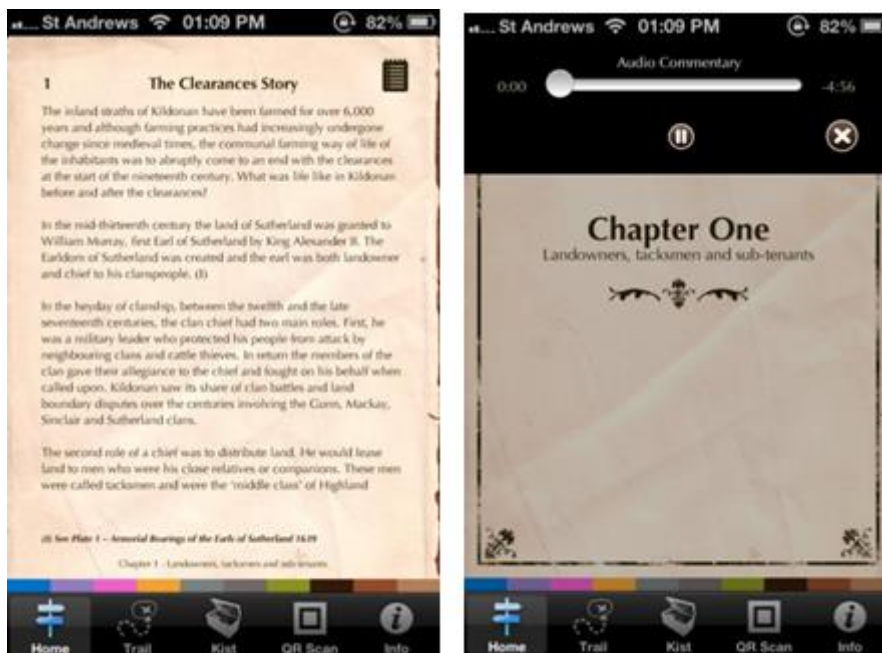 ... St Andrews 01:09 PM 82%
1 The Clearances Story
The inland straths of Kildonan have been farmed for over 6,000
years and although farming practices had increasingly undergone
change since medieval times, the communal farming way of life of
the inhabitants was to abruptly come to an end with the clearances
at the start of the nineteenth century. What was life like in Kildonan
before and after the clearances?
In the mid-thirteenth century the land of Sutherland was granted to
William Murray, first Earl of Sutherland by King Alexander II. The
Earldom of Sutherland was created and the earl was both landowner
and chief to his clanspeople. (I)
In the heyday of clanship, between the twelfth and the late
seventeenth centuries, the clan chief had two main roles. First, he
was a military leader who protected his people from attack by
neighbouring clans and cattle thieves. In return the members of the
clan gave their allegiance to the chief and fought on his behalf when
called upon. Kildonan saw its share of clan battles and land
boundary disputes over the centuries involving the Gunn, Mackay,
Sinclair and Sutherland clans.
The second role of a chief was to distribute land. He would lease
land to men who were his close relatives or companions. These men
were called tacksmen and were the 'middle class' of Highland
(I) See Plate 1 – Armorial Bearings of the Earls of Sutherland 1639
Chapter 1 - Landowners, tacksmen and sub-tenants
Home Trail Kist QR Scan Info
... St Andrews 01:09 PM 82%
Audio Commentary
0:00 -4:56
Chapter One
Landowners, tacksmen and sub-tenants
Home Trail Kist QR Scan Info